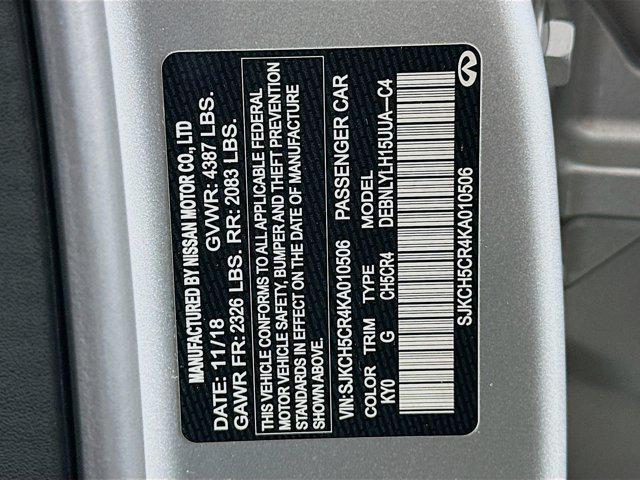 MANUFACTURED BY NISSAN MOTOR CO., LTD
DATE: 11/18 GVWR: 4387 LBS.
GAWR FR: 2326 LBS. RR: 2083 LBS.
THIS VEHICLE CONFORMS TO ALL APPLICABLE FEDERAL
MOTOR VEHICLE SAFETY, BUMPER AND THEFT PREVENTION
STANDARDS IN EFFECT ON THE DATE OF MANUFACTURE
SHOWN ABOVE.
VIN:SJKCH5CR4KA010506 PASSENGER CAR
COLOR TRIM TYPE MODEL
KY0 G CH5CR4 DEBNLYLH15UUA—C4
SJKCH5CR4KA010506